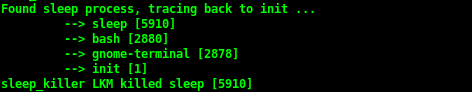 Found sleep process, tracing back to init ...
--> sleep [5910]
--> bash [2880]
--> gnome-terminal [2878]
--> init [1]
sleep_killer LKM killed sleep [5910]